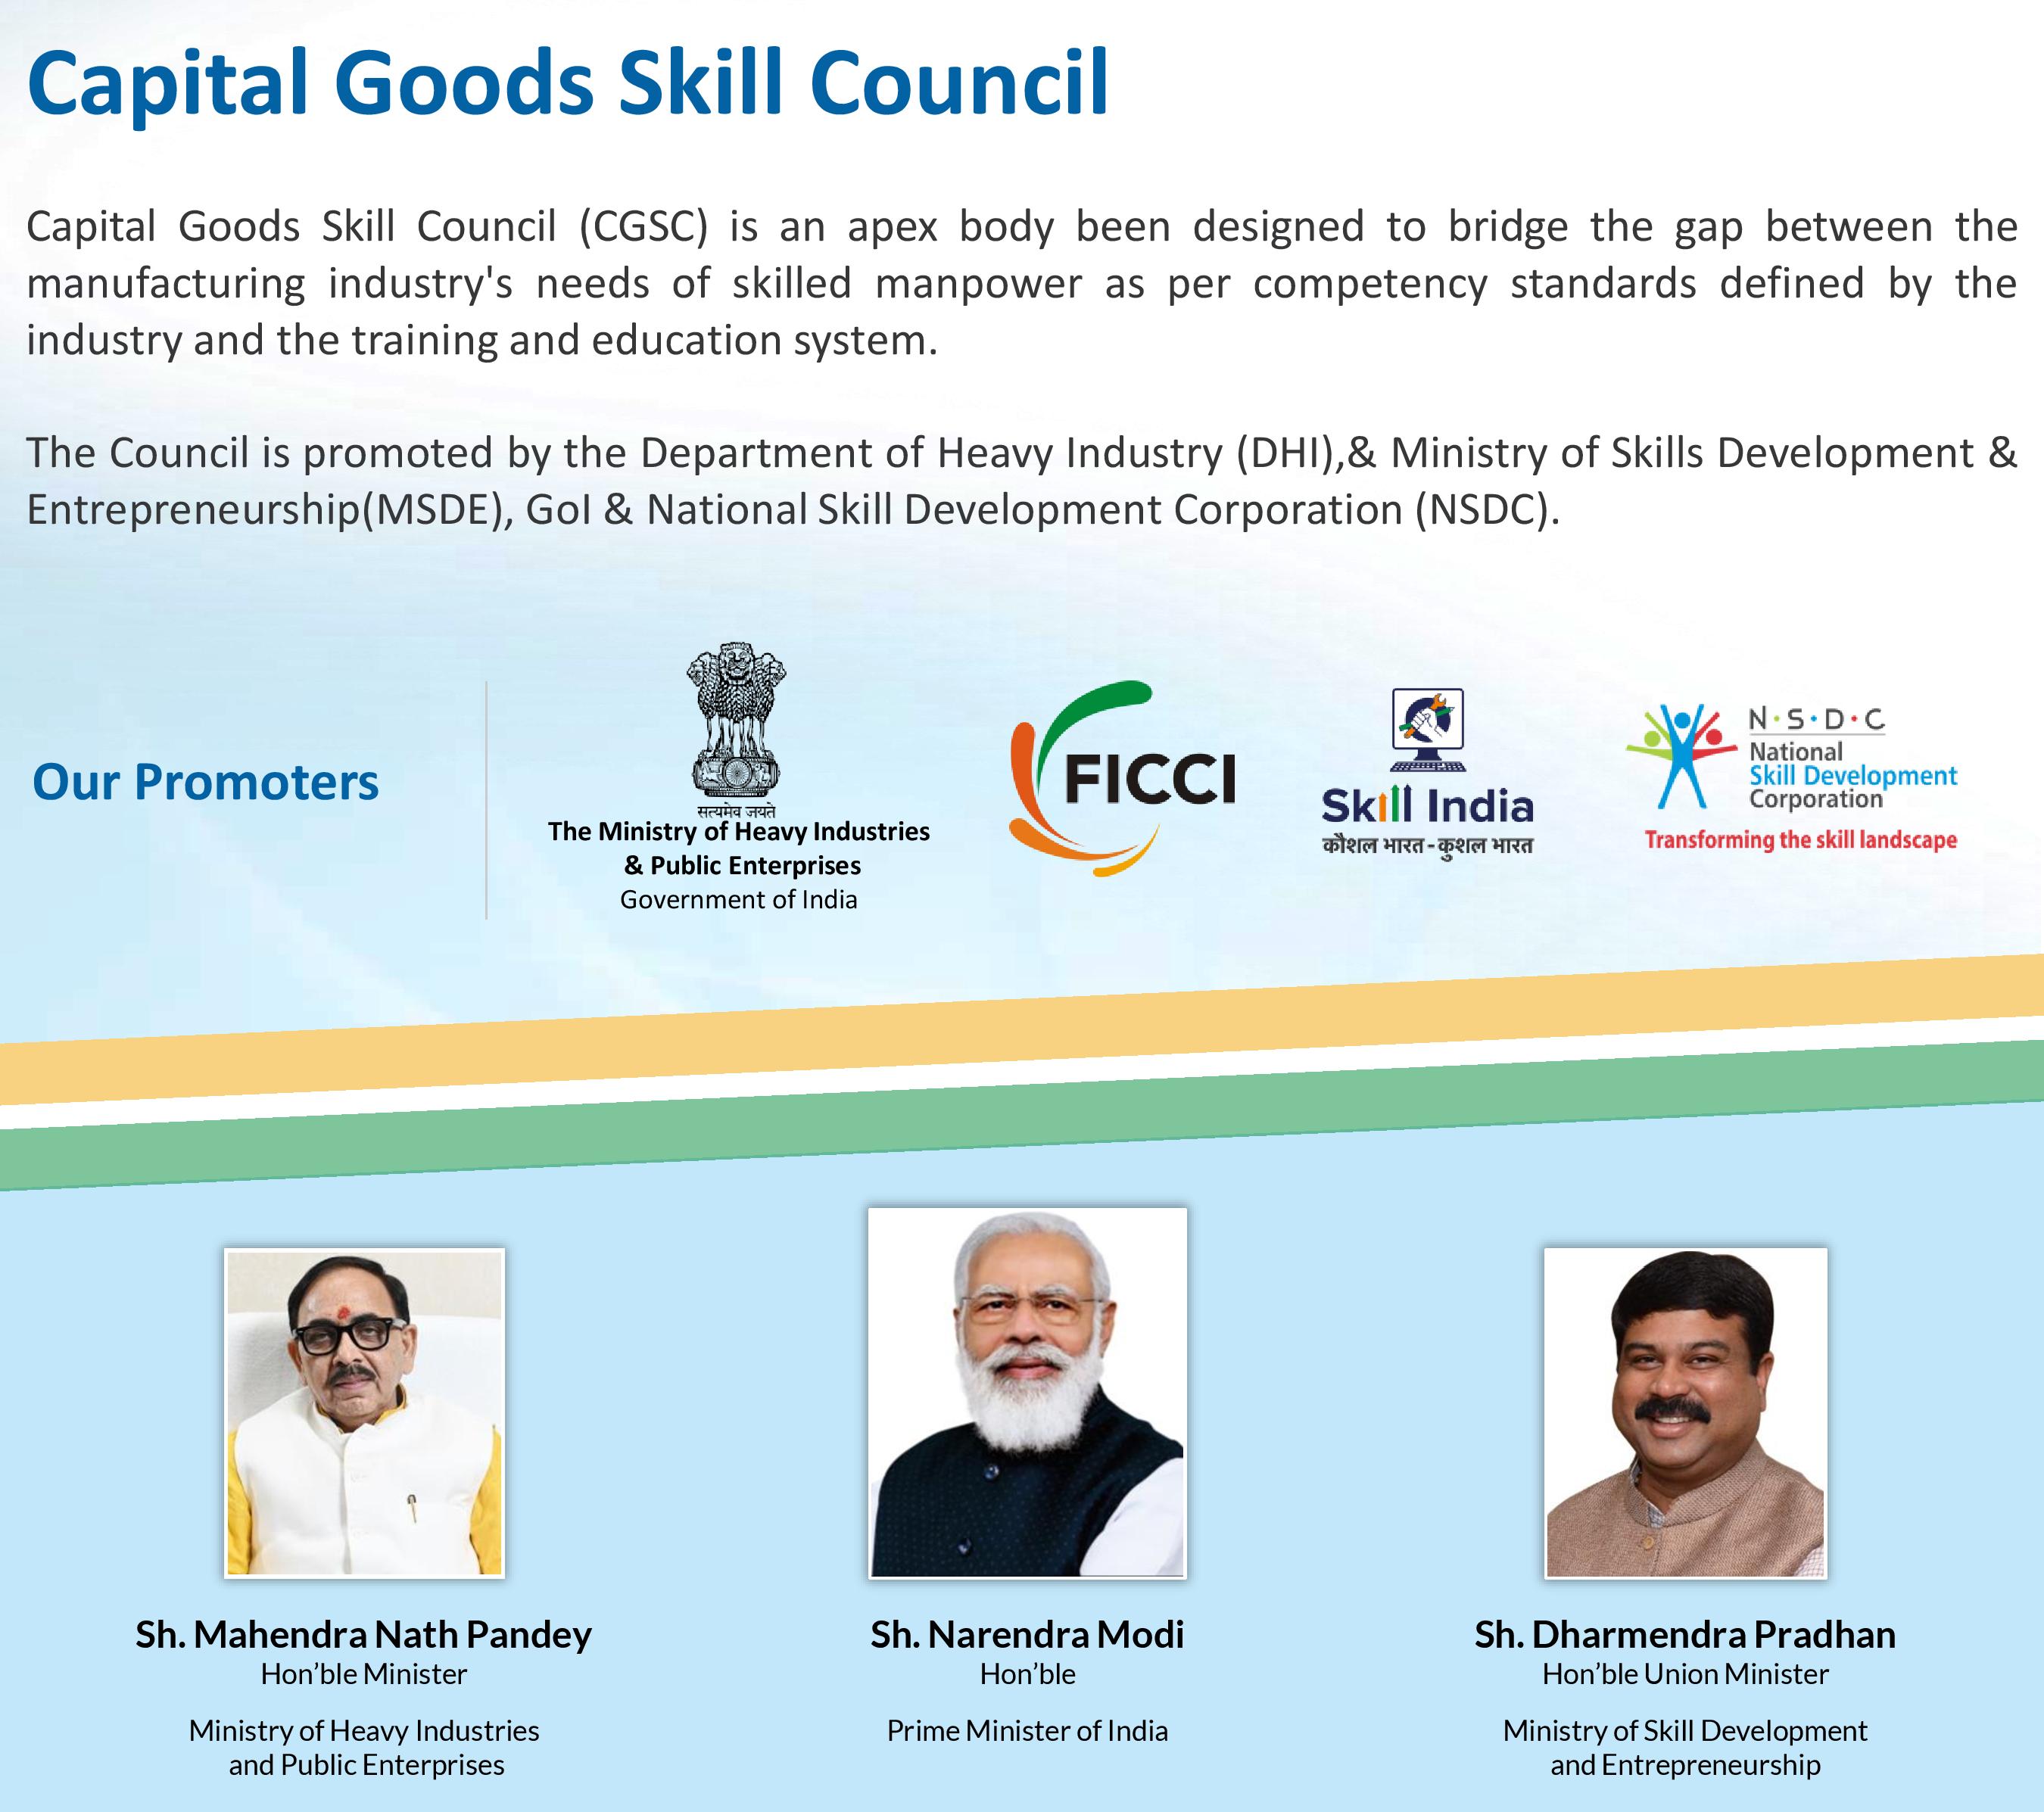 Capital Goods Skill Council
Capital Goods Skill Council (CGSC) is an apex body been designed to bridge the gap between the
manufacturing industry's needs of skilled manpower as per competency standards defined by the
industry and the training and education system.
The Council is promoted by the Department of Heavy Industry (DHI),& Ministry of Skills Development &
Entrepreneurship(MSDE), GoI & National Skill Development Corporation (NSDC).
Our Promoters
सत्यमेव जयते
The Ministry of Heavy Industries
& Public Enterprises
Government of India
FICCI
Skill India
कौशल भारत - कुशल भारत
N·S·D·C
National
Skill Development
Corporation
Transforming the skill landscape
Sh. Mahendra Nath Pandey
Hon’ble Minister
Ministry of Heavy Industries
and Public Enterprises
Sh. Narendra Modi
Hon’ble
Prime Minister of India
Sh. Dharmendra Pradhan
Hon’ble Union Minister
Ministry of Skill Development
and Entrepreneurship